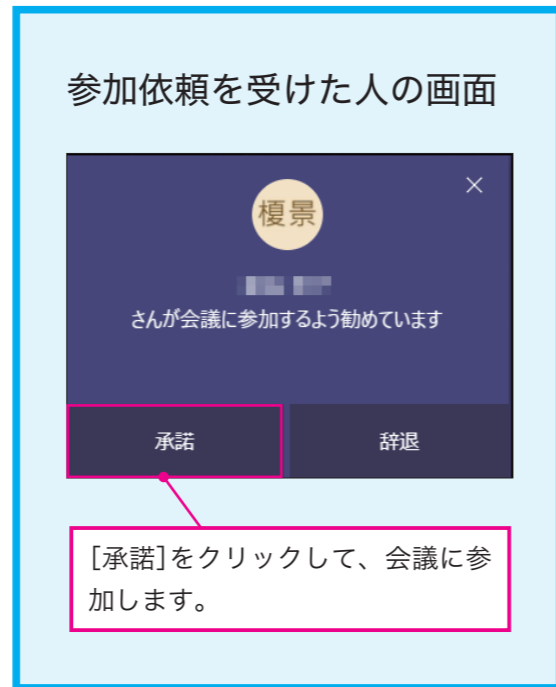 参加依頼を受けた人の画面
×
榎景
さんが会議に参加するよう勧めています
承諾
辞退
[承諾]をクリックして、会議に参
加します。